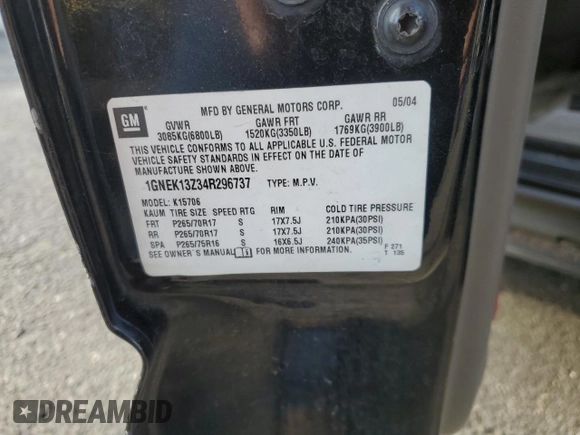 GM
MFD BY GENERAL MOTORS CORP. 05/04
GVWR GAWR FRT GAWR RR
3085KG(6800LB) 1520KG(3350LB) 1769KG(3900LB)
THIS VEHICLE CONFORMS TO ALL APPLICABLE U.S. FEDERAL MOTOR
VEHICLE SAFETY STANDARDS IN EFFECT ON THE DATE OF
MANUFACTURE SHOWN ABOVE.
1GNEK13Z34R296737 TYPE: M.P.V.
MODEL: K15706
KAUM TIRE SIZE SPEED RTG RIM COLD TIRE PRESSURE
FRT P265/70R17 S 17X7.5J 210KPA(30PSI)
RR P265/70R17 S 17X7.5J 210KPA(30PSI)
SPA P265/75R16 S 16X6.5J 240KPA(35PSI)
SEE OWNER'S MANUAL i FOR MORE INFORMATION. F 271
T 135
DREAMBID